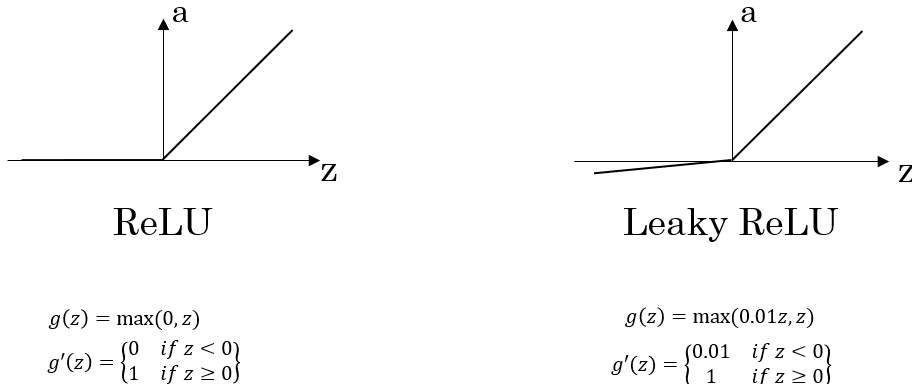 a
z
ReLU
g(z) = max(0, z)
g′(z) = {0 if z < 0
1 if z ≥ 0}
a
z
Leaky ReLU
g(z) = max(0.01z, z)
g′(z) = {0.01 if z < 0
1 if z ≥ 0}